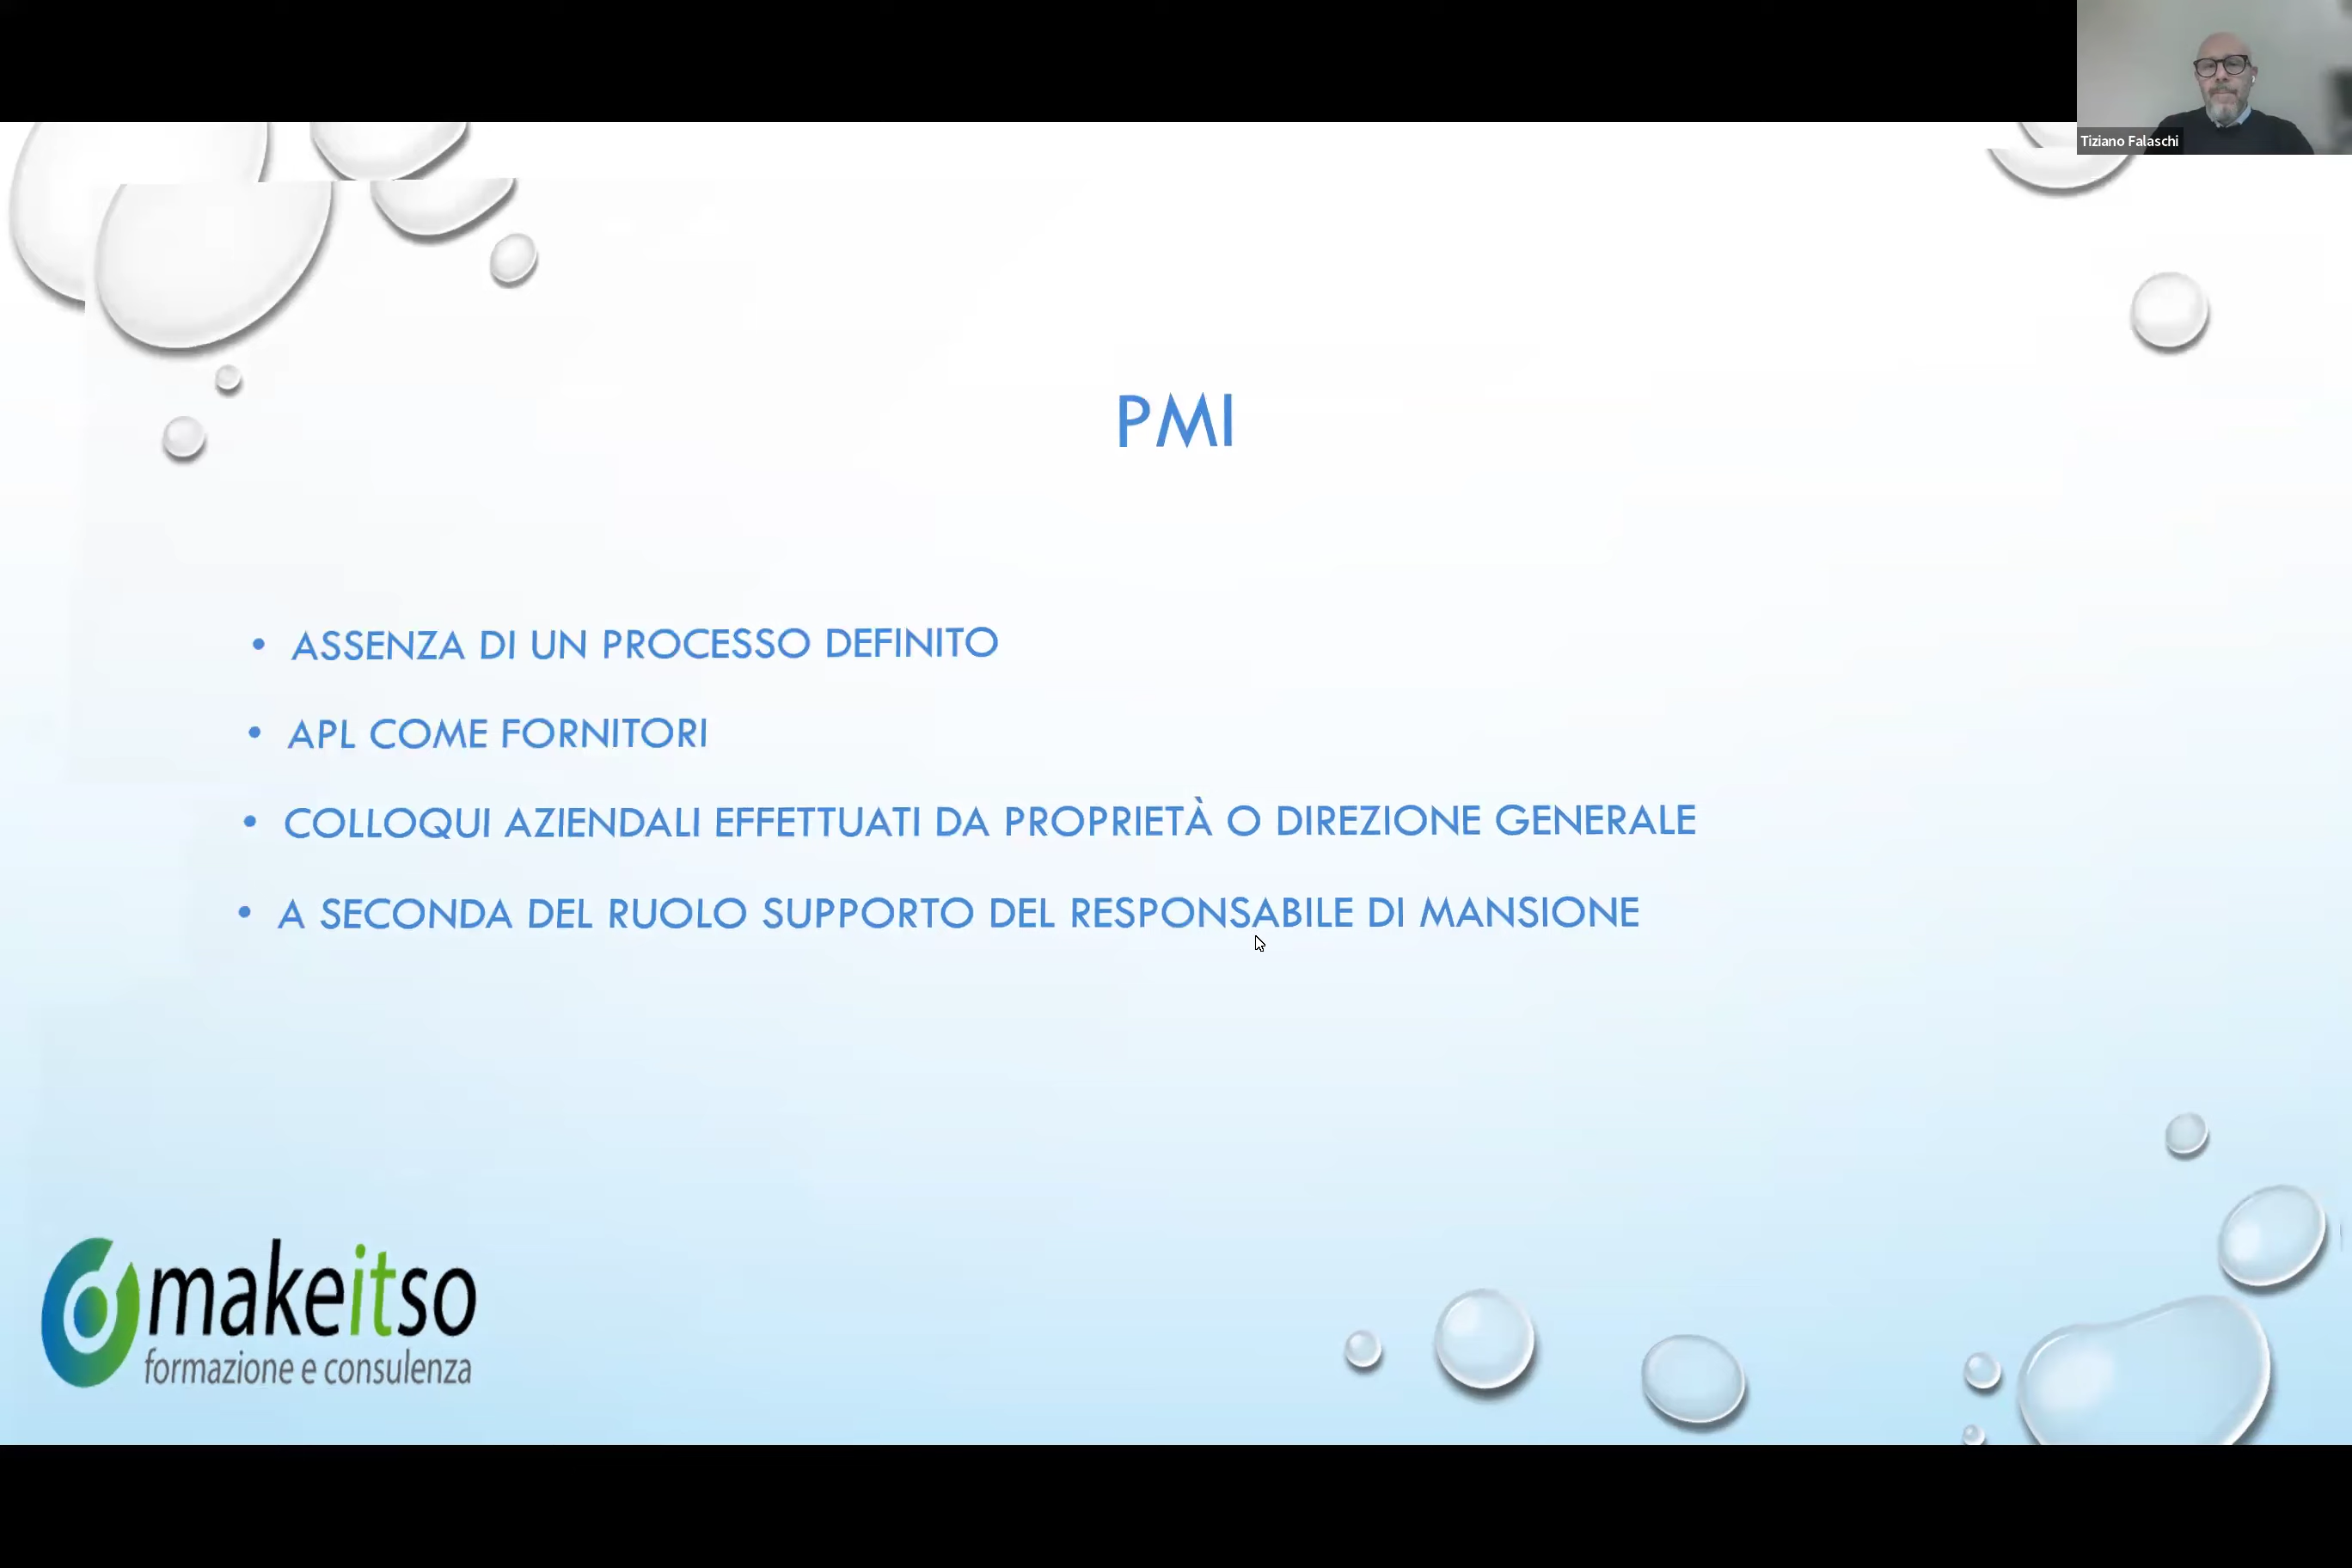 Tiziano Falaschi
PMI
• ASSENZA DI UN PROCESSO DEFINITO
• APL COME FORNITORI
• COLLOQUI AZIENDALI EFFETTUATI DA PROPRIETÀ O DIREZIONE GENERALE
• A SECONDA DEL RUOLO SUPPORTO DEL RESPONSABILE DI MANSIONE
makeitso
formazione e consulenza